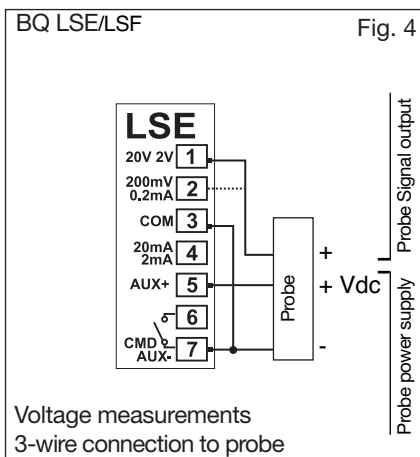 BQ LSE/LSF
Fig. 4
LSE
20V 2V 1
200mV
0.2mA 2
COM 3
20mA
2mA 4
AUX+ 5
6
CMD
AUX- 7
Probe
+
+ Vdc
-
Probe Signal output
Probe power supply
Voltage measurements
3-wire connection to probe